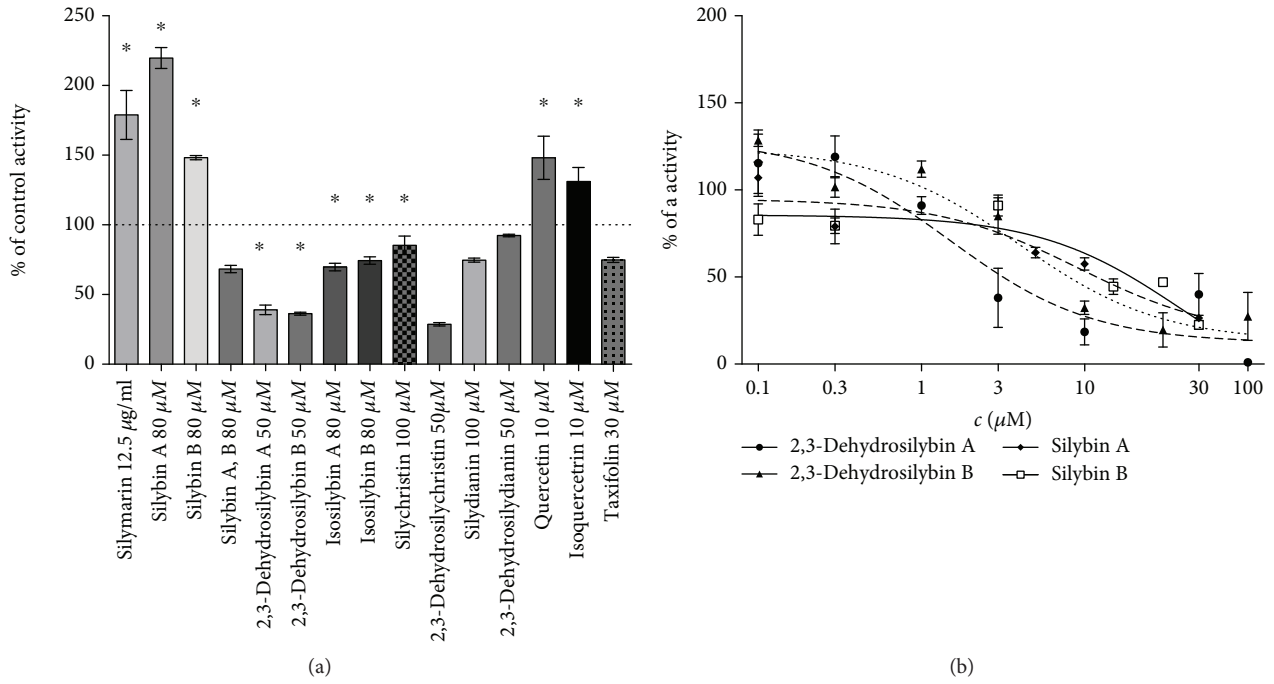 250
200
150
100
50
0
% of control activity
*
*
*
*
*
*
*
*
*
*
Silymarin 12.5 μg/ml
Silybin A 80 μM
Silybin B 80 μM
Silybin A, B 80 μM
2,3-Dehydrosilybin A 50 μM
2,3-Dehydrosilybin B 50 μM
Isosilybin A 80 μM
Isosilybin B 80 μM
Silychristin 100 μM
2,3-Dehydrosilychristin 50μM
Silydianin 100 μM
2,3-Dehydrosilydianin 50 μM
Quercetin 10 μM
Isoquercetrin 10 μM
Taxifolin 30 μM
(a)
200
150
100
50
0
% of a activity
0.1 0.3 1 3 10 30 100
c (μM)
2,3-Dehydrosilybin A
2,3-Dehydrosilybin B
Silybin A
Silybin B
(b)